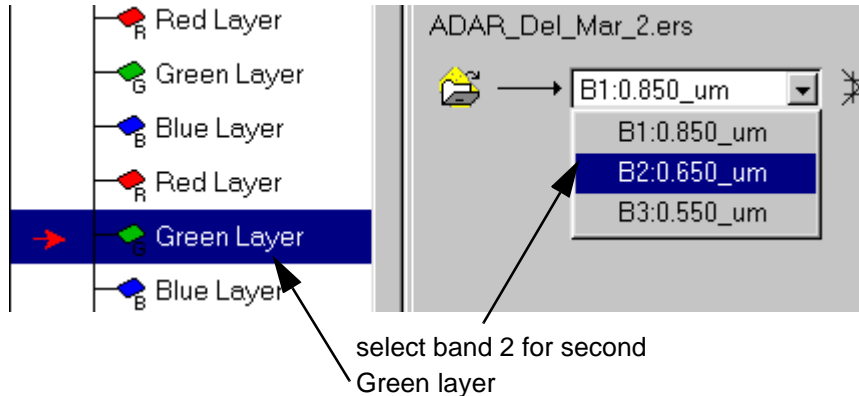 Red Layer
R
Green Layer
G
Blue Layer
B
Red Layer
R
Green Layer
G
Blue Layer
B
ADAR_Del_Mar_2.ers
B1:0.850_um
B1:0.850_um
B2:0.650_um
B3:0.550_um
select band 2 for second
Green layer